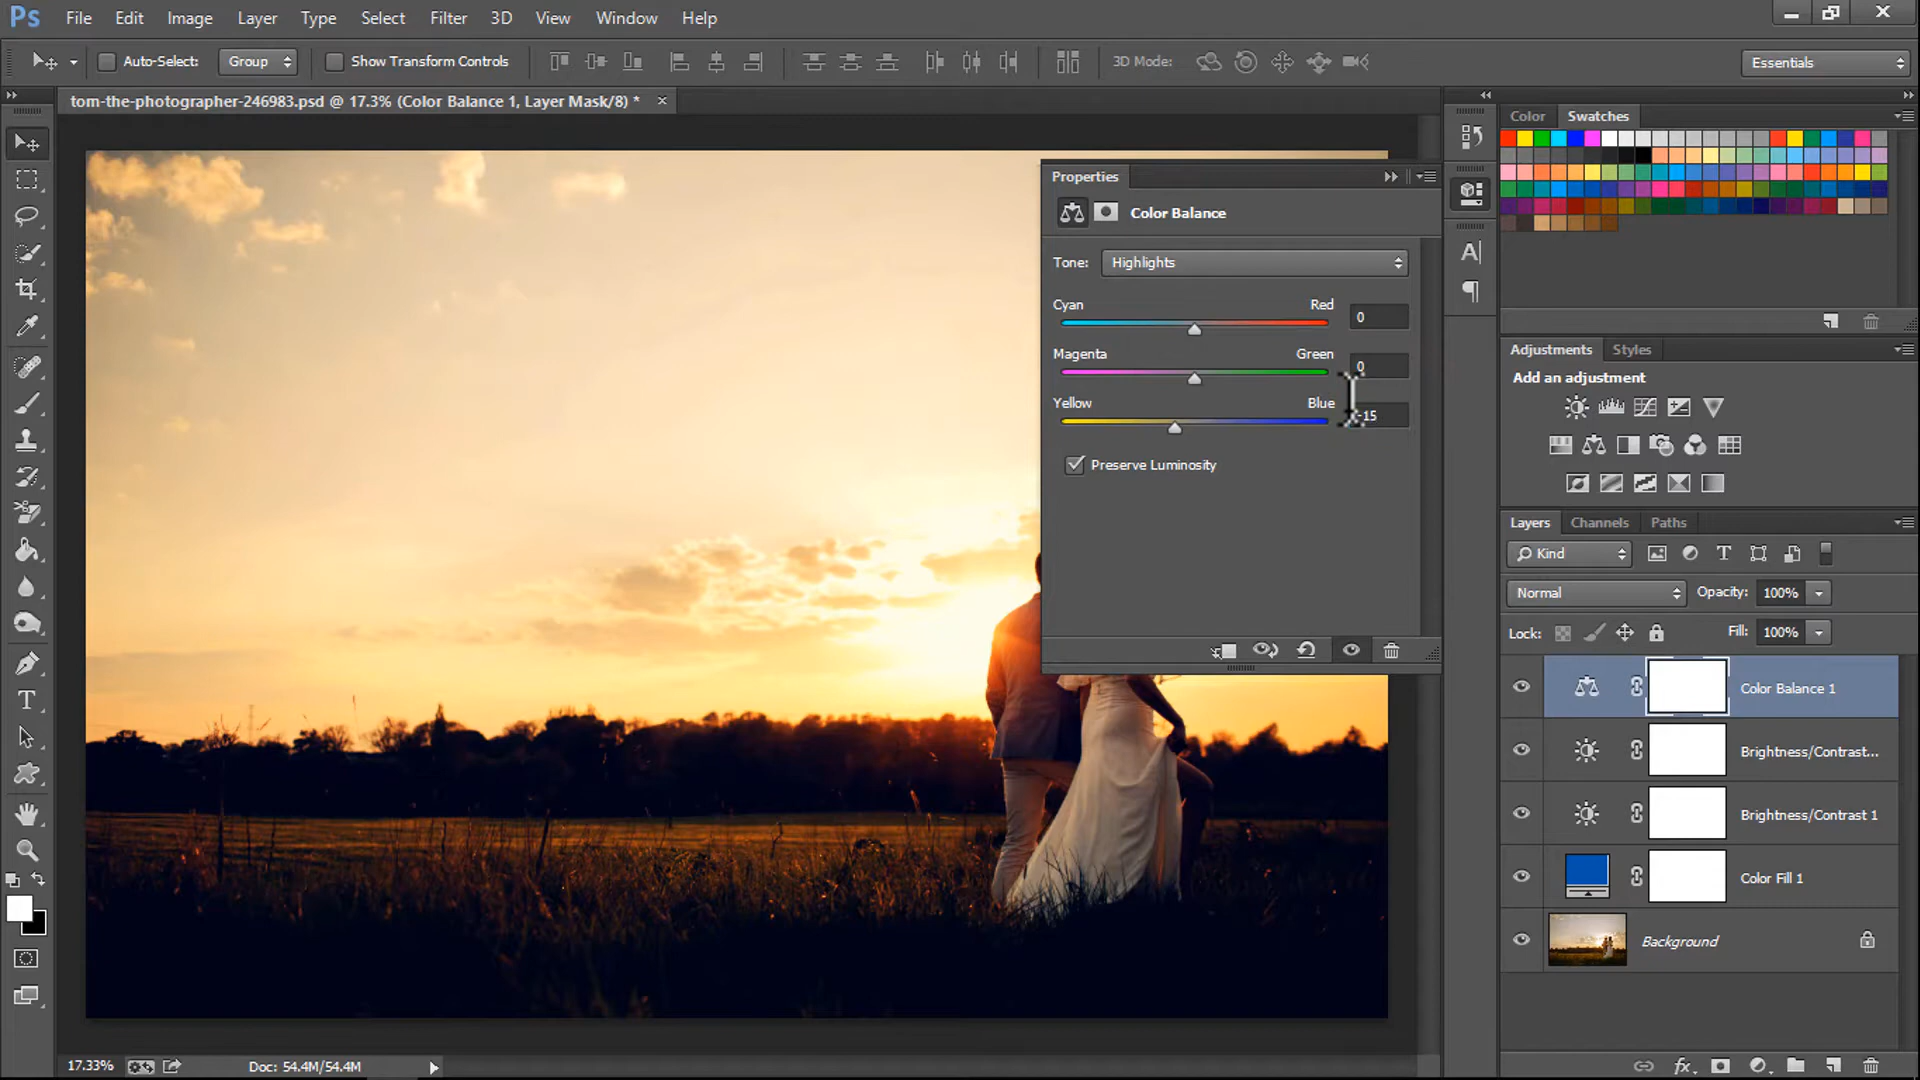 Ps File Edit Image Layer Type Select Filter 3D View Window Help
Auto-Select: Group Show Transform Controls 3D Mode: Essentials
tom-the-photographer-246983.psd @ 17.3% (Color Balance 1, Layer Mask/8) *
Properties
Color Balance
Tone: Highlights
Cyan Red 0
Magenta Green 0
Yellow Blue -15
Preserve Luminosity
Color Swatches
Adjustments Styles
Add an adjustment
Layers Channels Paths
Kind
Normal Opacity: 100%
Lock: Fill: 100%
Color Balance 1
Brightness/Contrast...
Brightness/Contrast 1
Color Fill 1
Background
17.33% Doc: 54.4M/54.4M